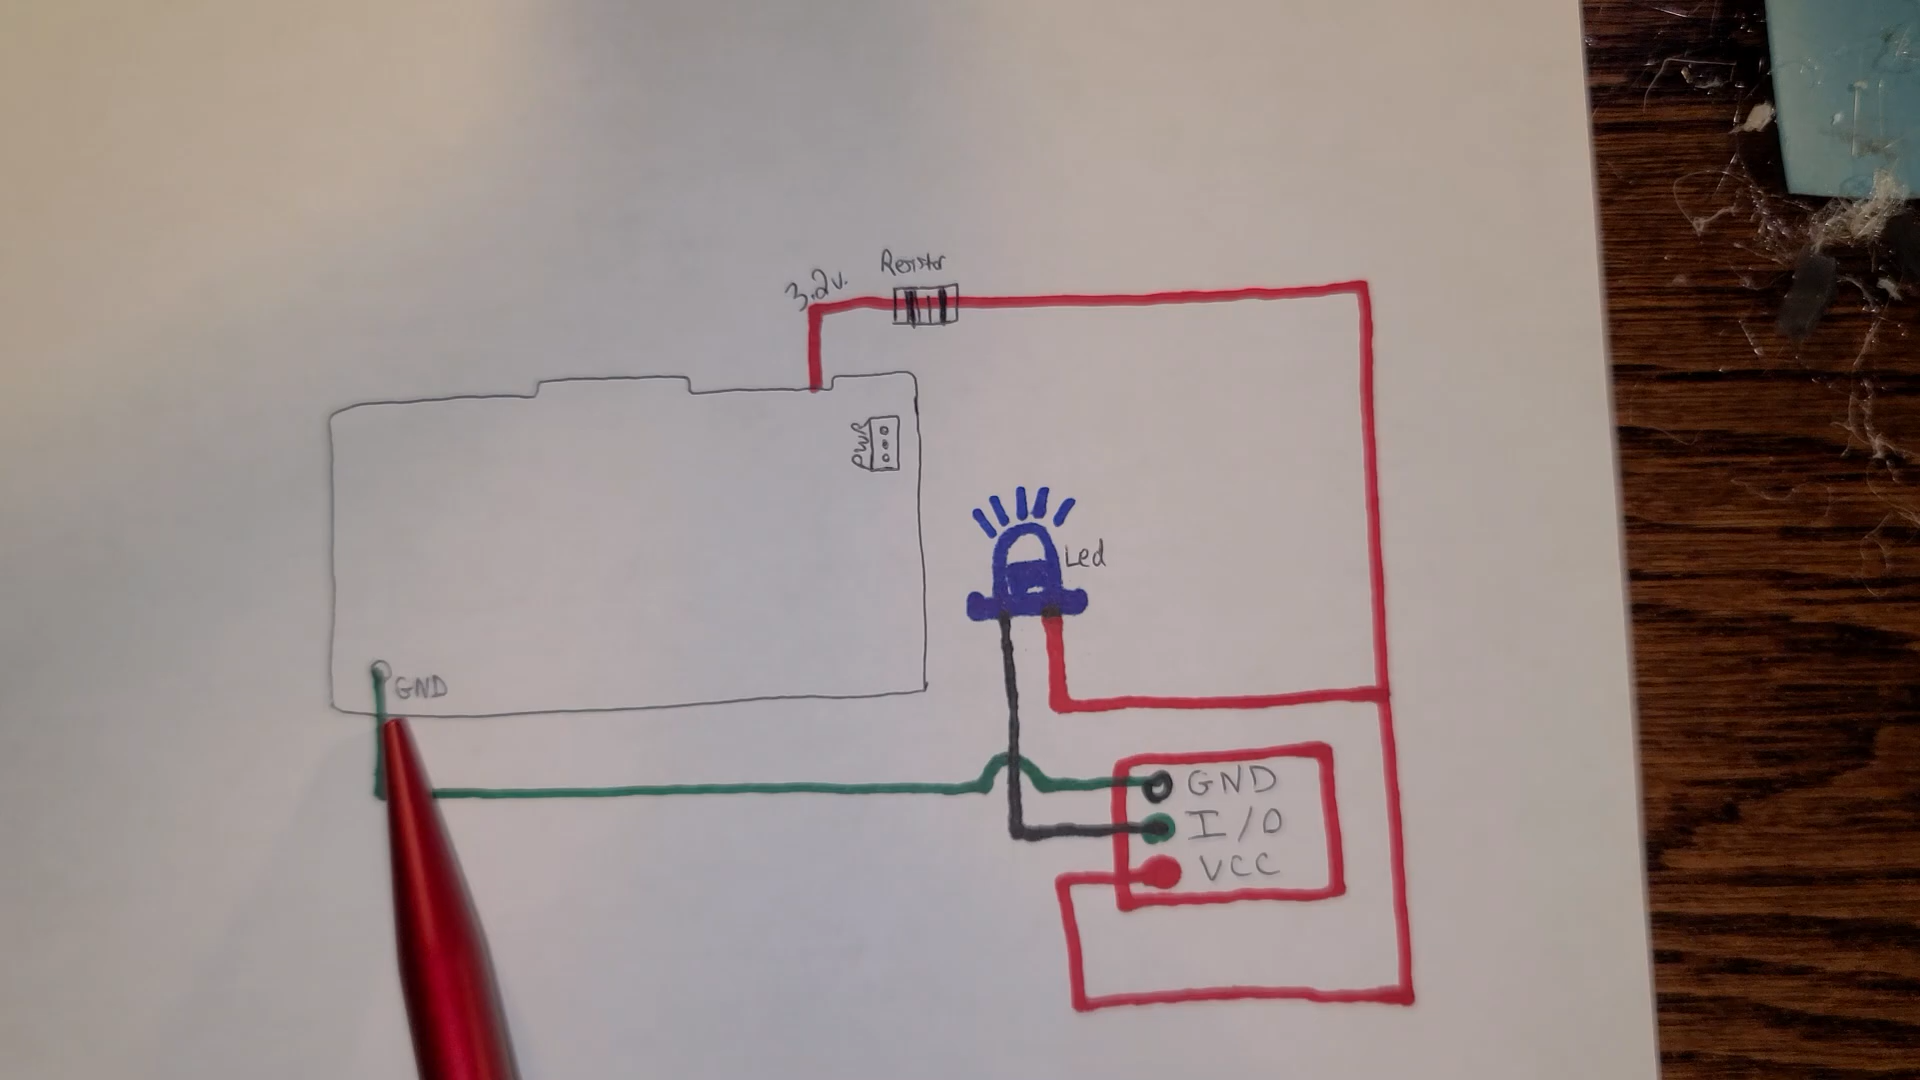 3.2v.
Resistor
PWR
Led
GND
GND
I/O
VCC